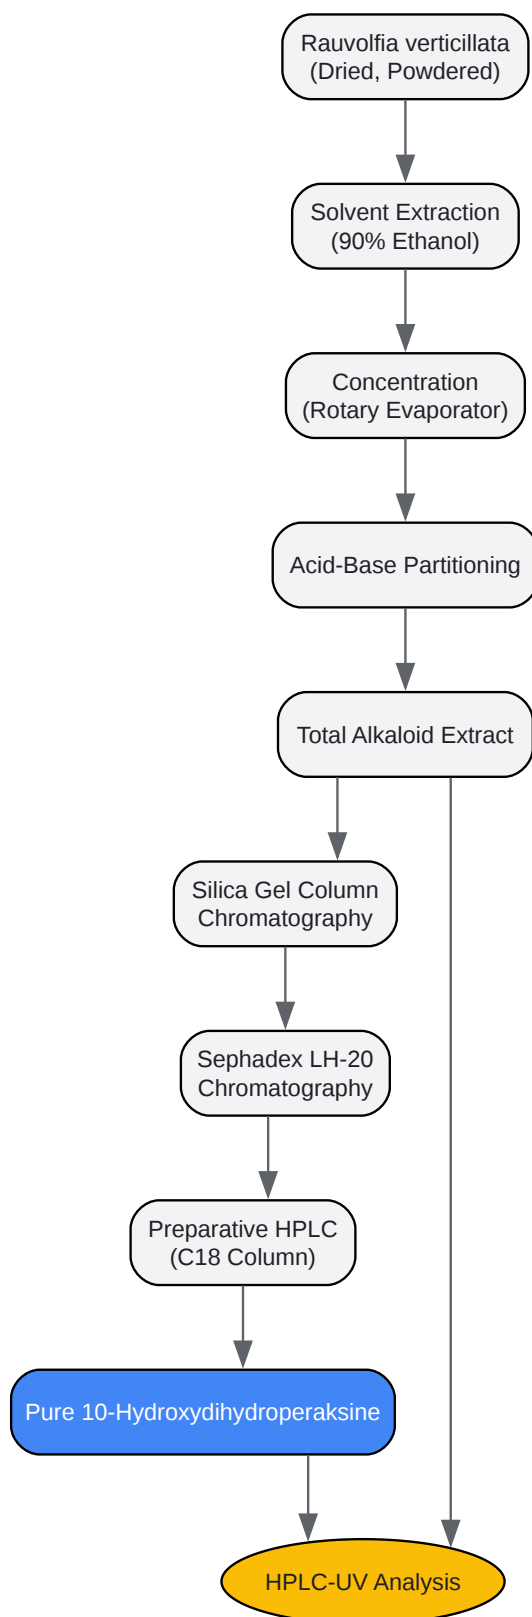 Rauvolfia verticillata
(Dried, Powdered)
Solvent Extraction
(90% Ethanol)
Concentration
(Rotary Evaporator)
Acid-Base Partitioning
Total Alkaloid Extract
Silica Gel Column
Chromatography
Sephadex LH-20
Chromatography
Preparative HPLC
(C18 Column)
Pure 10-Hydroxydihydroperaksine
HPLC-UV Analysis